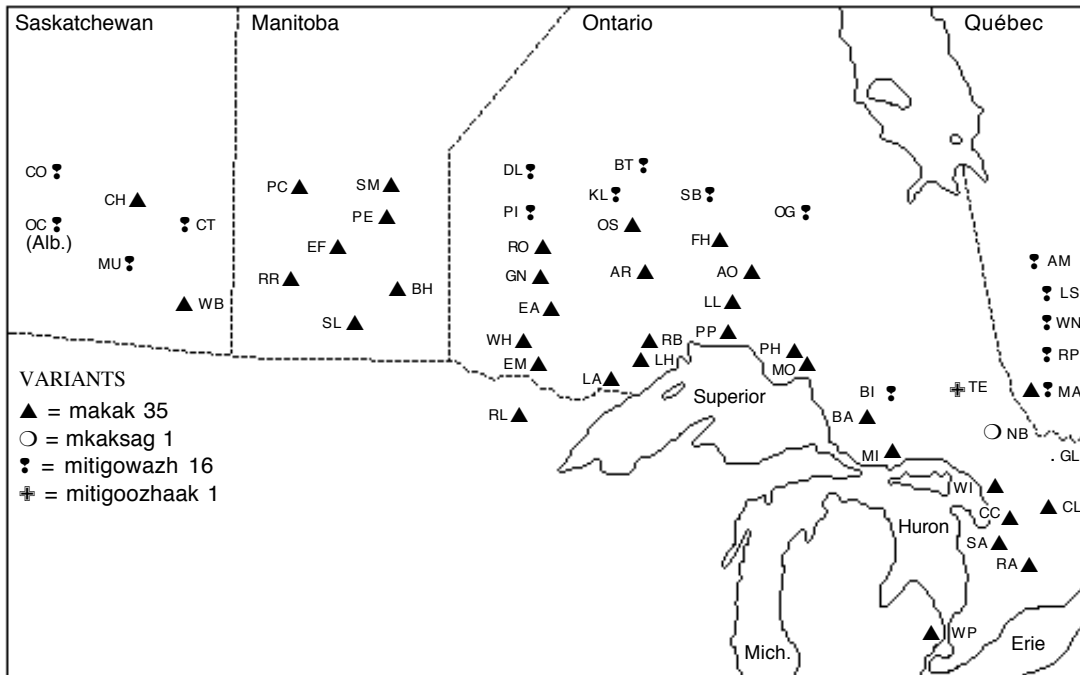 Saskatchewan
Manitoba
Ontario
Québec
CO
CH
OC
(Alb.)
CT
MU
WB
PC
SM
PE
EF
RR
BH
SL
DL
BT
KL
SB
PI
OG
OS
RO
FH
GN
AR
AO
EA
LL
WH
RB
PP
EM
LH
PH
LA
MO
RL
AM
LS
WN
RP
MA
BI
TE
BA
NB
MI
GL
WI
CL
CC
SA
RA
WP
Superior
Huron
Mich.
Erie
VARIANTS
= makak 35
= mkaksag 1
= mitigowazh 16
= mitigoozhaak 1